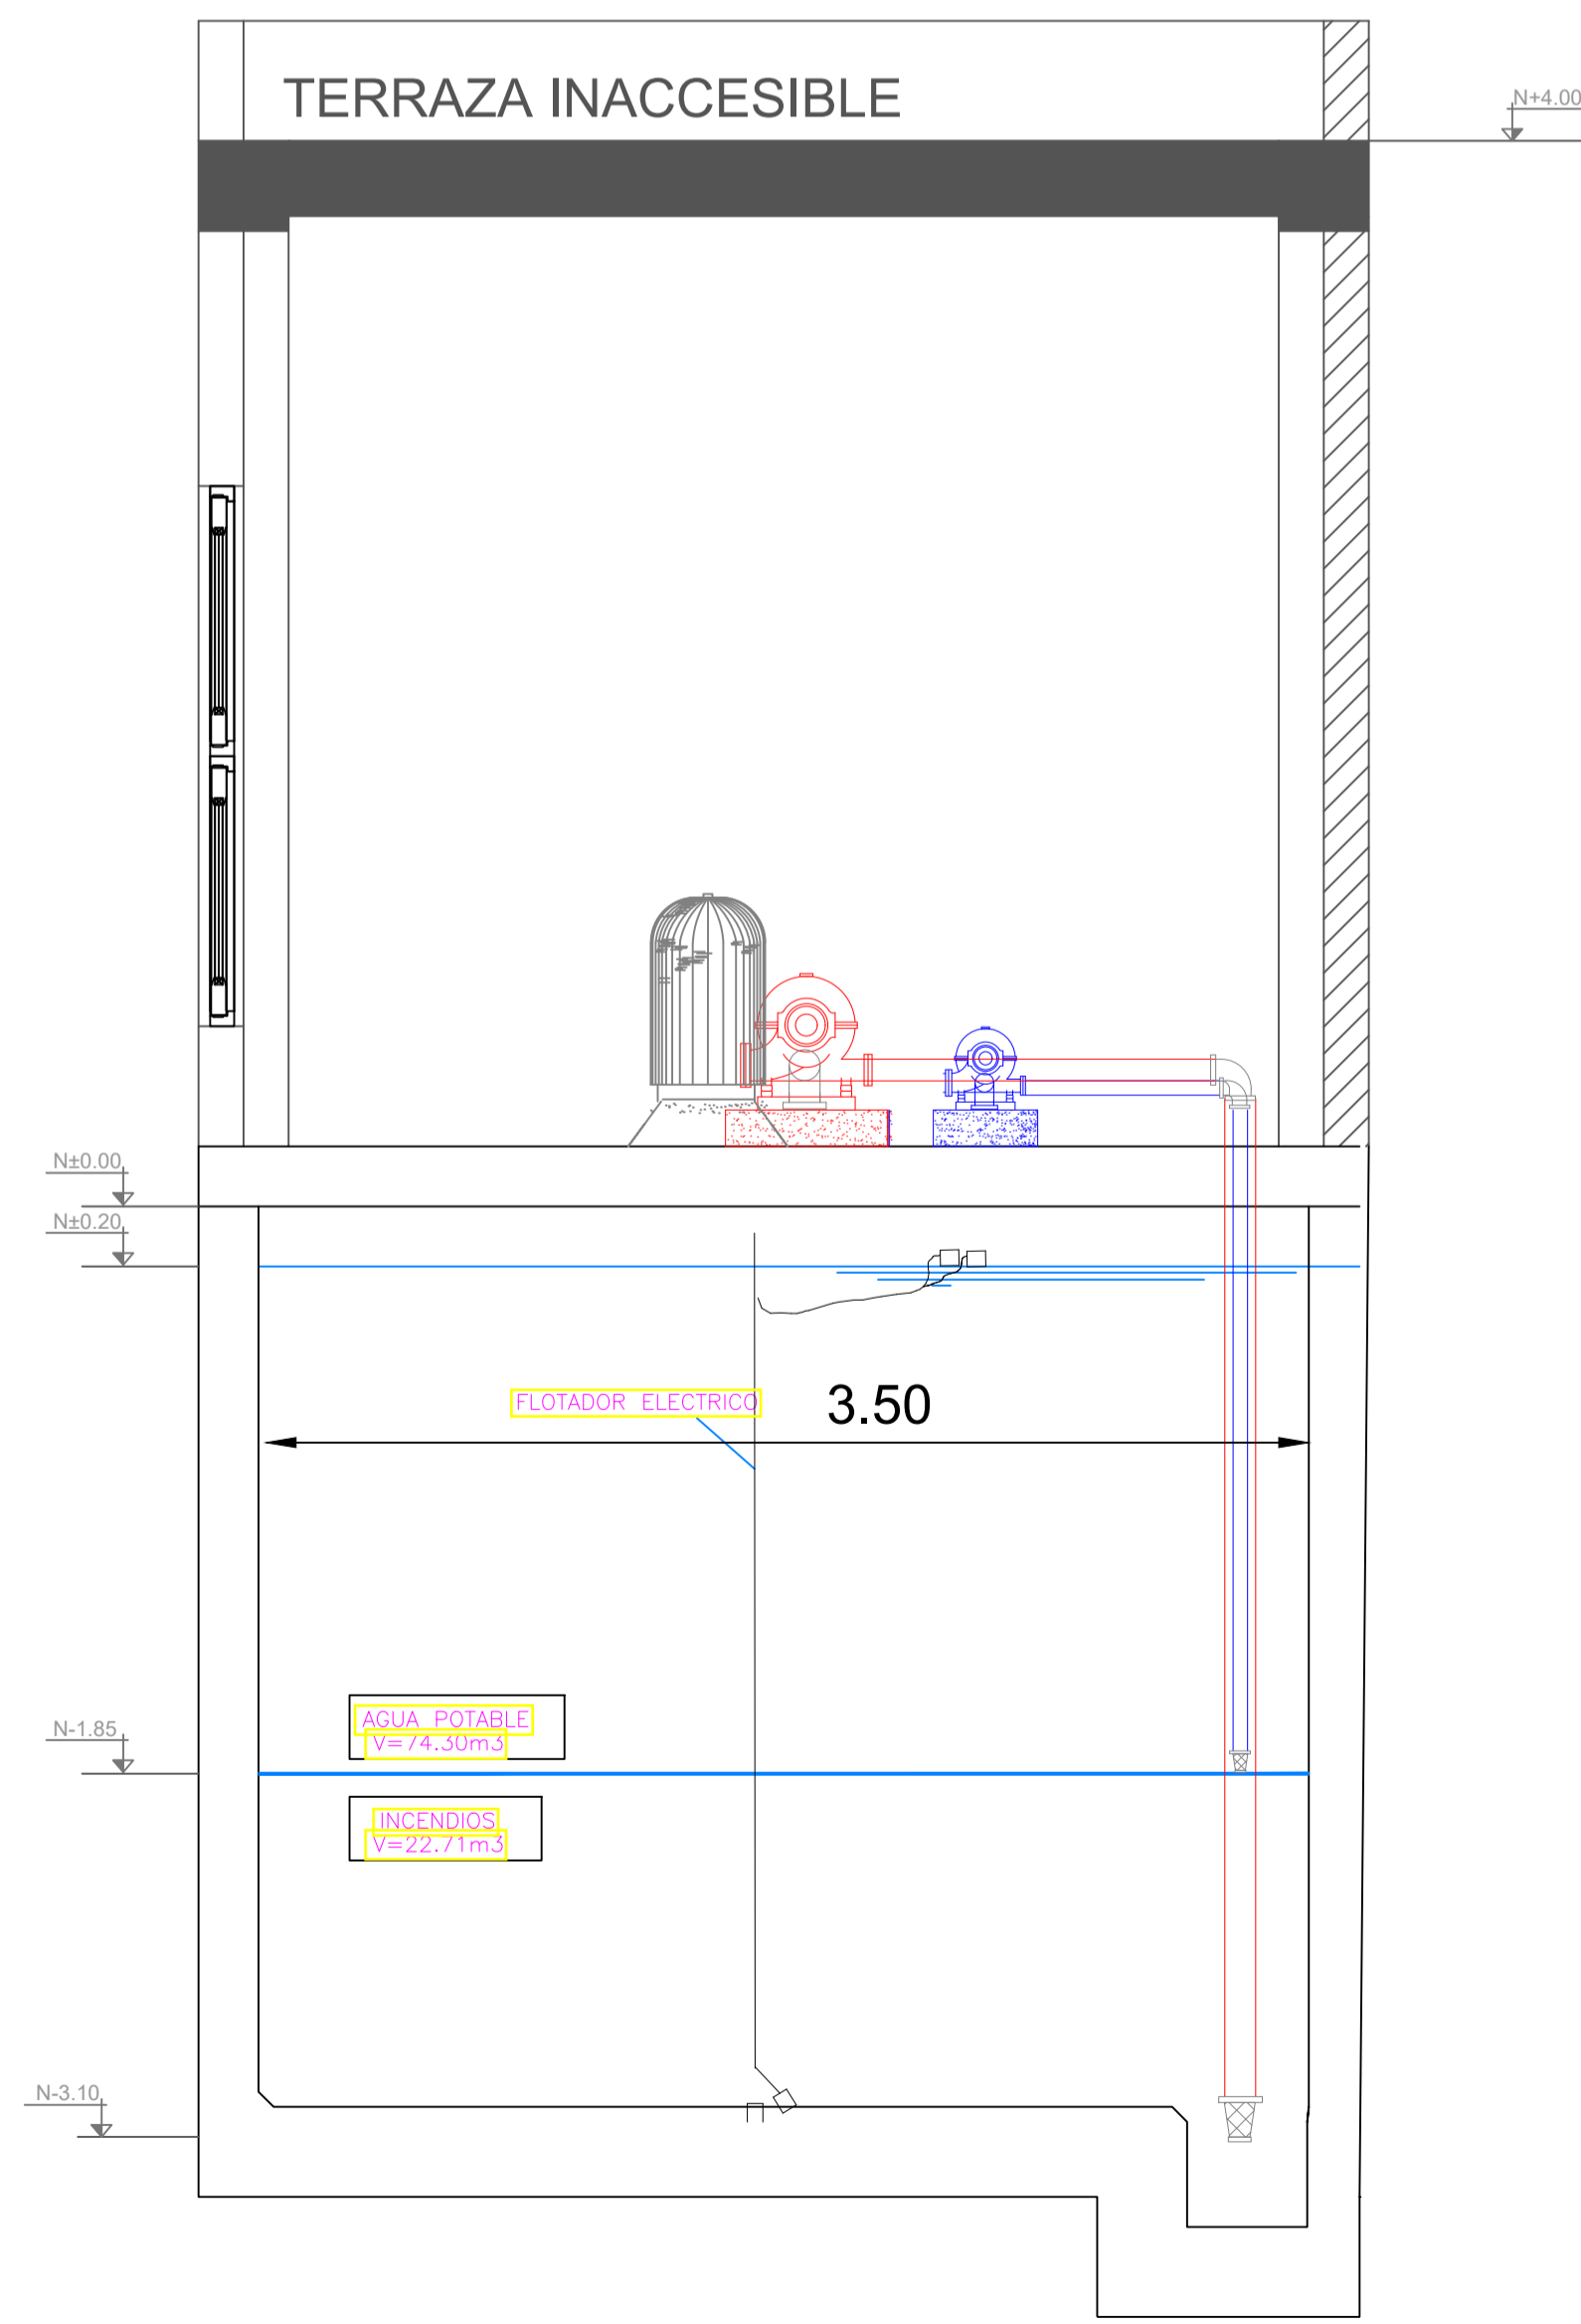 TERRAZA INACCESIBLE
N+4.00
N±0.00
N±0.20
FLOTADOR ELECTRICO
3.50
AGUA POTABLE
V=74.30m3
N-1.85
INCENDIOS
V=22.71m3
N-3.10